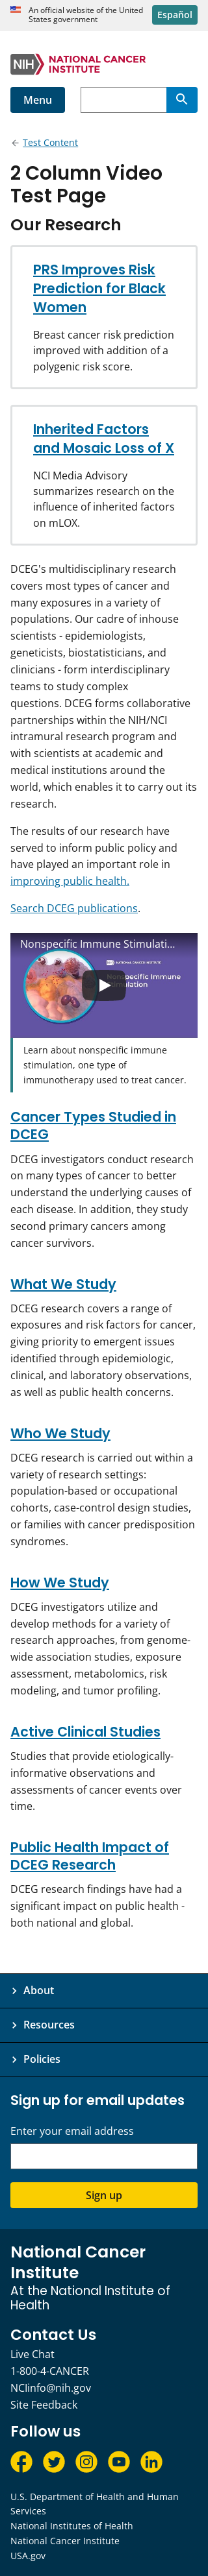 An official website of the United
States government
Español
NIH NATIONAL CANCER
INSTITUTE
Menu
Test Content
2 Column Video
Test Page
Our Research
PRS Improves Risk
Prediction for Black
Women
Breast cancer risk prediction
improved with addition of a
polygenic risk score.
Inherited Factors
and Mosaic Loss of X
NCI Media Advisory
summarizes research on the
influence of inherited factors
on mLOX.
DCEG's multidisciplinary research
covers most types of cancer and
many exposures in a variety of
populations. Our cadre of inhouse
scientists - epidemiologists,
geneticists, biostatisticians, and
clinicians - form interdisciplinary
teams to study complex
questions. DCEG forms collaborative
partnerships within the NIH/NCI
intramural research program and
with scientists at academic and
medical institutions around the
world, which enables it to carry out its
research.
The results of our research have
served to inform public policy and
have played an important role in
improving public health.
Search DCEG publications.
Nonspecific Immune Stimulati...
NATIONAL CANCER INSTITUTE
Nonspecific Immune
Stimulation
Learn about nonspecific immune
stimulation, one type of
immunotherapy used to treat cancer.
Cancer Types Studied in
DCEG
DCEG investigators conduct research
on many types of cancer to better
understand the underlying causes of
each disease. In addition, they study
second primary cancers among
cancer survivors.
What We Study
DCEG research covers a range of
exposures and risk factors for cancer,
giving priority to emergent issues
identified through epidemiologic,
clinical, and laboratory observations,
as well as public health concerns.
Who We Study
DCEG research is carried out within a
variety of research settings:
population-based or occupational
cohorts, case-control design studies,
or families with cancer predisposition
syndromes.
How We Study
DCEG investigators utilize and
develop methods for a variety of
research approaches, from genome-
wide association studies, exposure
assessment, metabolomics, risk
modeling, and tumor profiling.
Active Clinical Studies
Studies that provide etiologically-
informative observations and
assessments of cancer events over
time.
Public Health Impact of
DCEG Research
DCEG research findings have had a
significant impact on public health -
both national and global.
About
Resources
Policies
Sign up for email updates
Enter your email address
Sign up
National Cancer
Institute
At the National Institute of
Health
Contact Us
Live Chat
1-800-4-CANCER
NCIinfo@nih.gov
Site Feedback
Follow us
U.S. Department of Health and Human
Services
National Institutes of Health
National Cancer Institute
USA.gov